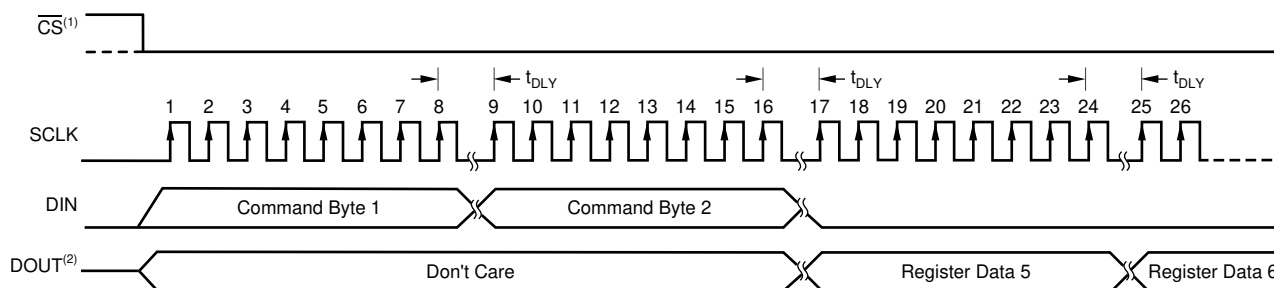 CS(1)
tDLY tDLY tDLY
1 2 3 4 5 6 7 8 9 10 11 12 13 14 15 16 17 18 19 20 21 22 23 24 25 26
SCLK
DIN Command Byte 1 Command Byte 2
DOUT(2) Don't Care Register Data 5 Register Data 6